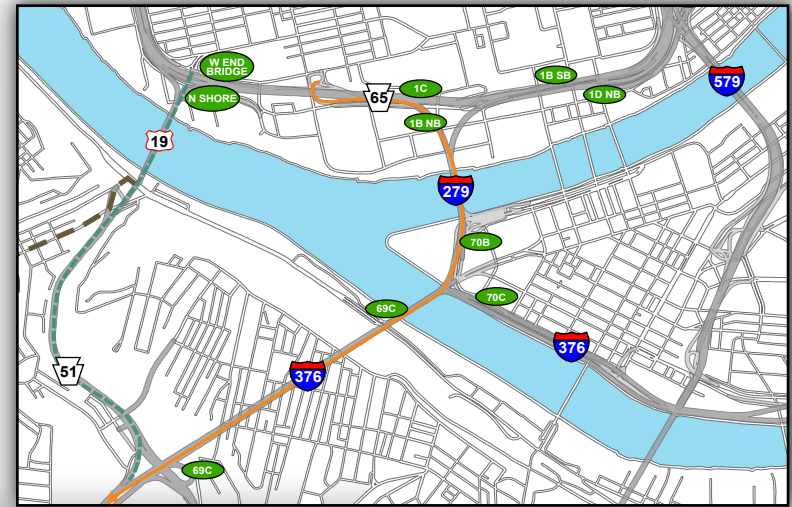 W END
BRIDGE
1B SB
579
1C
1D NB
65
N SHORE
1B NB
19
279
70B
70C
69C
376
376
51
69C